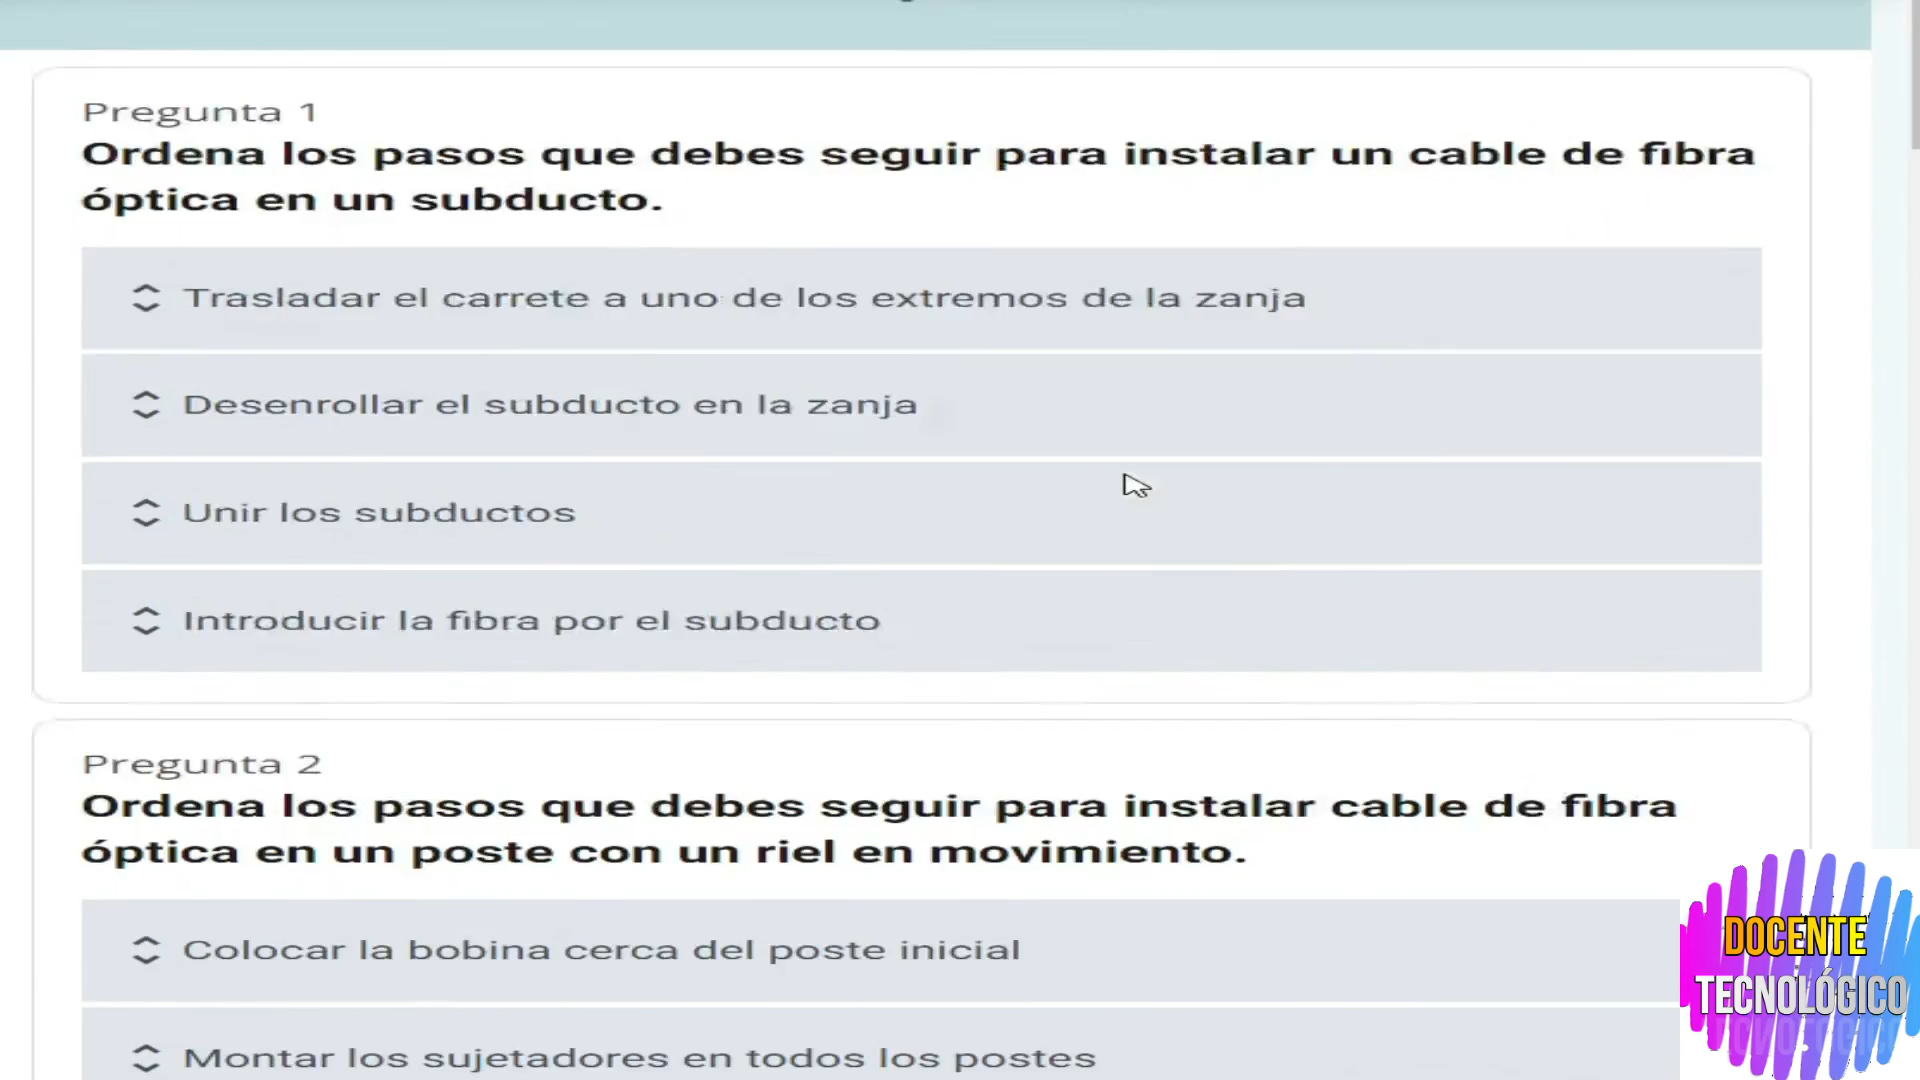 Pregunta 1
Ordena los pasos que debes seguir para instalar un cable de fibra
óptica en un subducto.
Trasladar el carrete a uno de los extremos de la zanja
Desenrollar el subducto en la zanja
Unir los subductos
Introducir la fibra por el subducto
Pregunta 2
Ordena los pasos que debes seguir para instalar cable de fibra
óptica en un poste con un riel en movimiento.
Colocar la bobina cerca del poste inicial
Montar los sujetadores en todos los postes
DOCENTE
TECNOLÓGICO